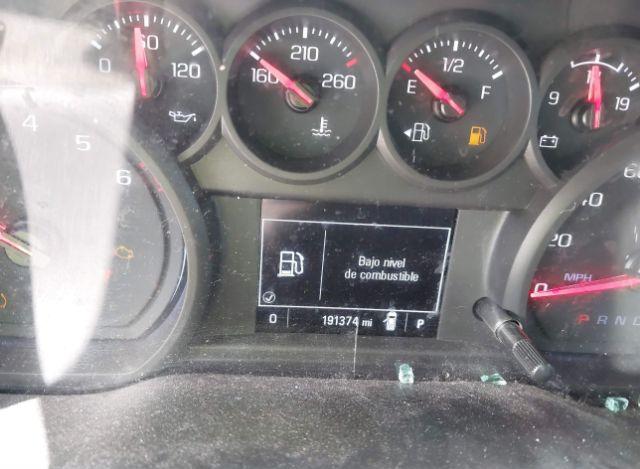 0 60 120
160 210 260
E 1/2 F
9 19
4 5 6
Bajo nivel
de combustible
0 191374 mi P
0 20 40 60
MPH
P R N D